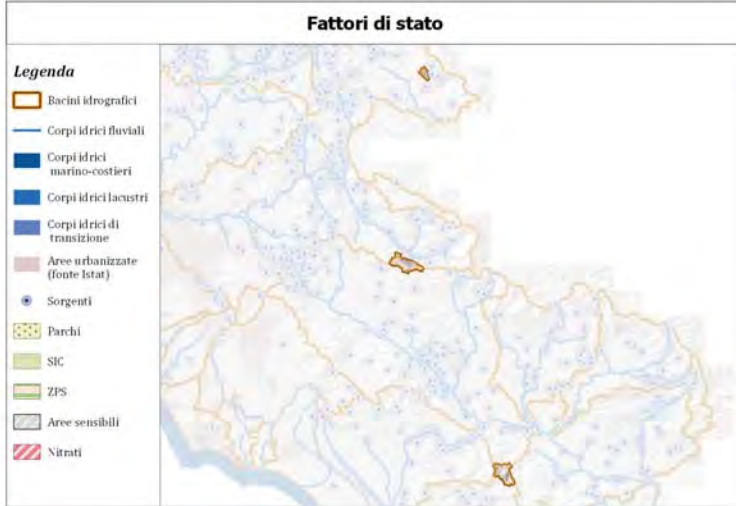 Fattori di stato
Legenda
Bacini idrografici
Corpi idrici fluviali
Corpi idrici
marino-costieri
Corpi idrici lacustri
Corpi idrici di
transizione
Aree urbanizzate
(fonte Istat)
Sorgenti
Parchi
SIC
ZPS
Aree sensibili
Nitrati